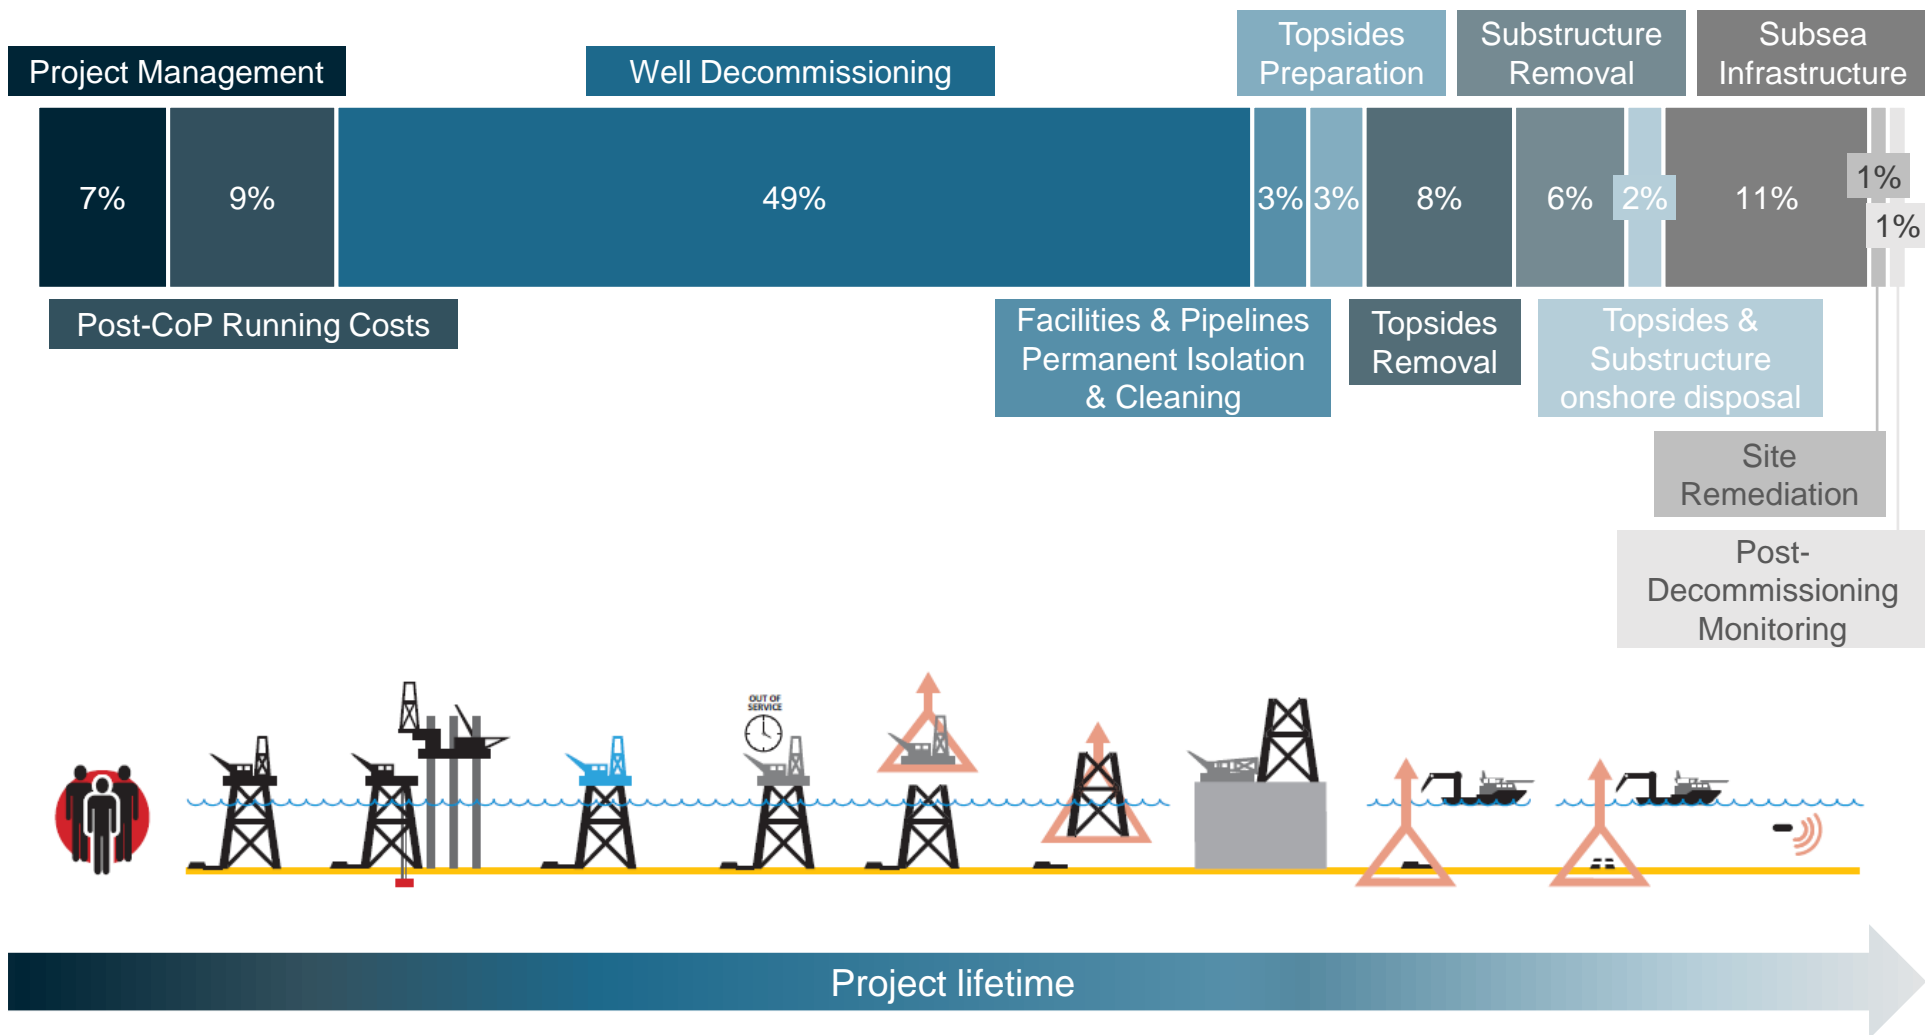 Project Management
Well Decommissioning
Topsides
Preparation
Substructure
Removal
Subsea
Infrastructure
7%
9%
49%
3%
3%
8%
6%
2%
11%
1%
1%
Post-CoP Running Costs
Facilities & Pipelines
Permanent Isolation
& Cleaning
Topsides
Removal
Topsides &
Substructure
onshore disposal
Site
Remediation
Post-
Decommissioning
Monitoring
OUT OF
SERVICE
Project lifetime